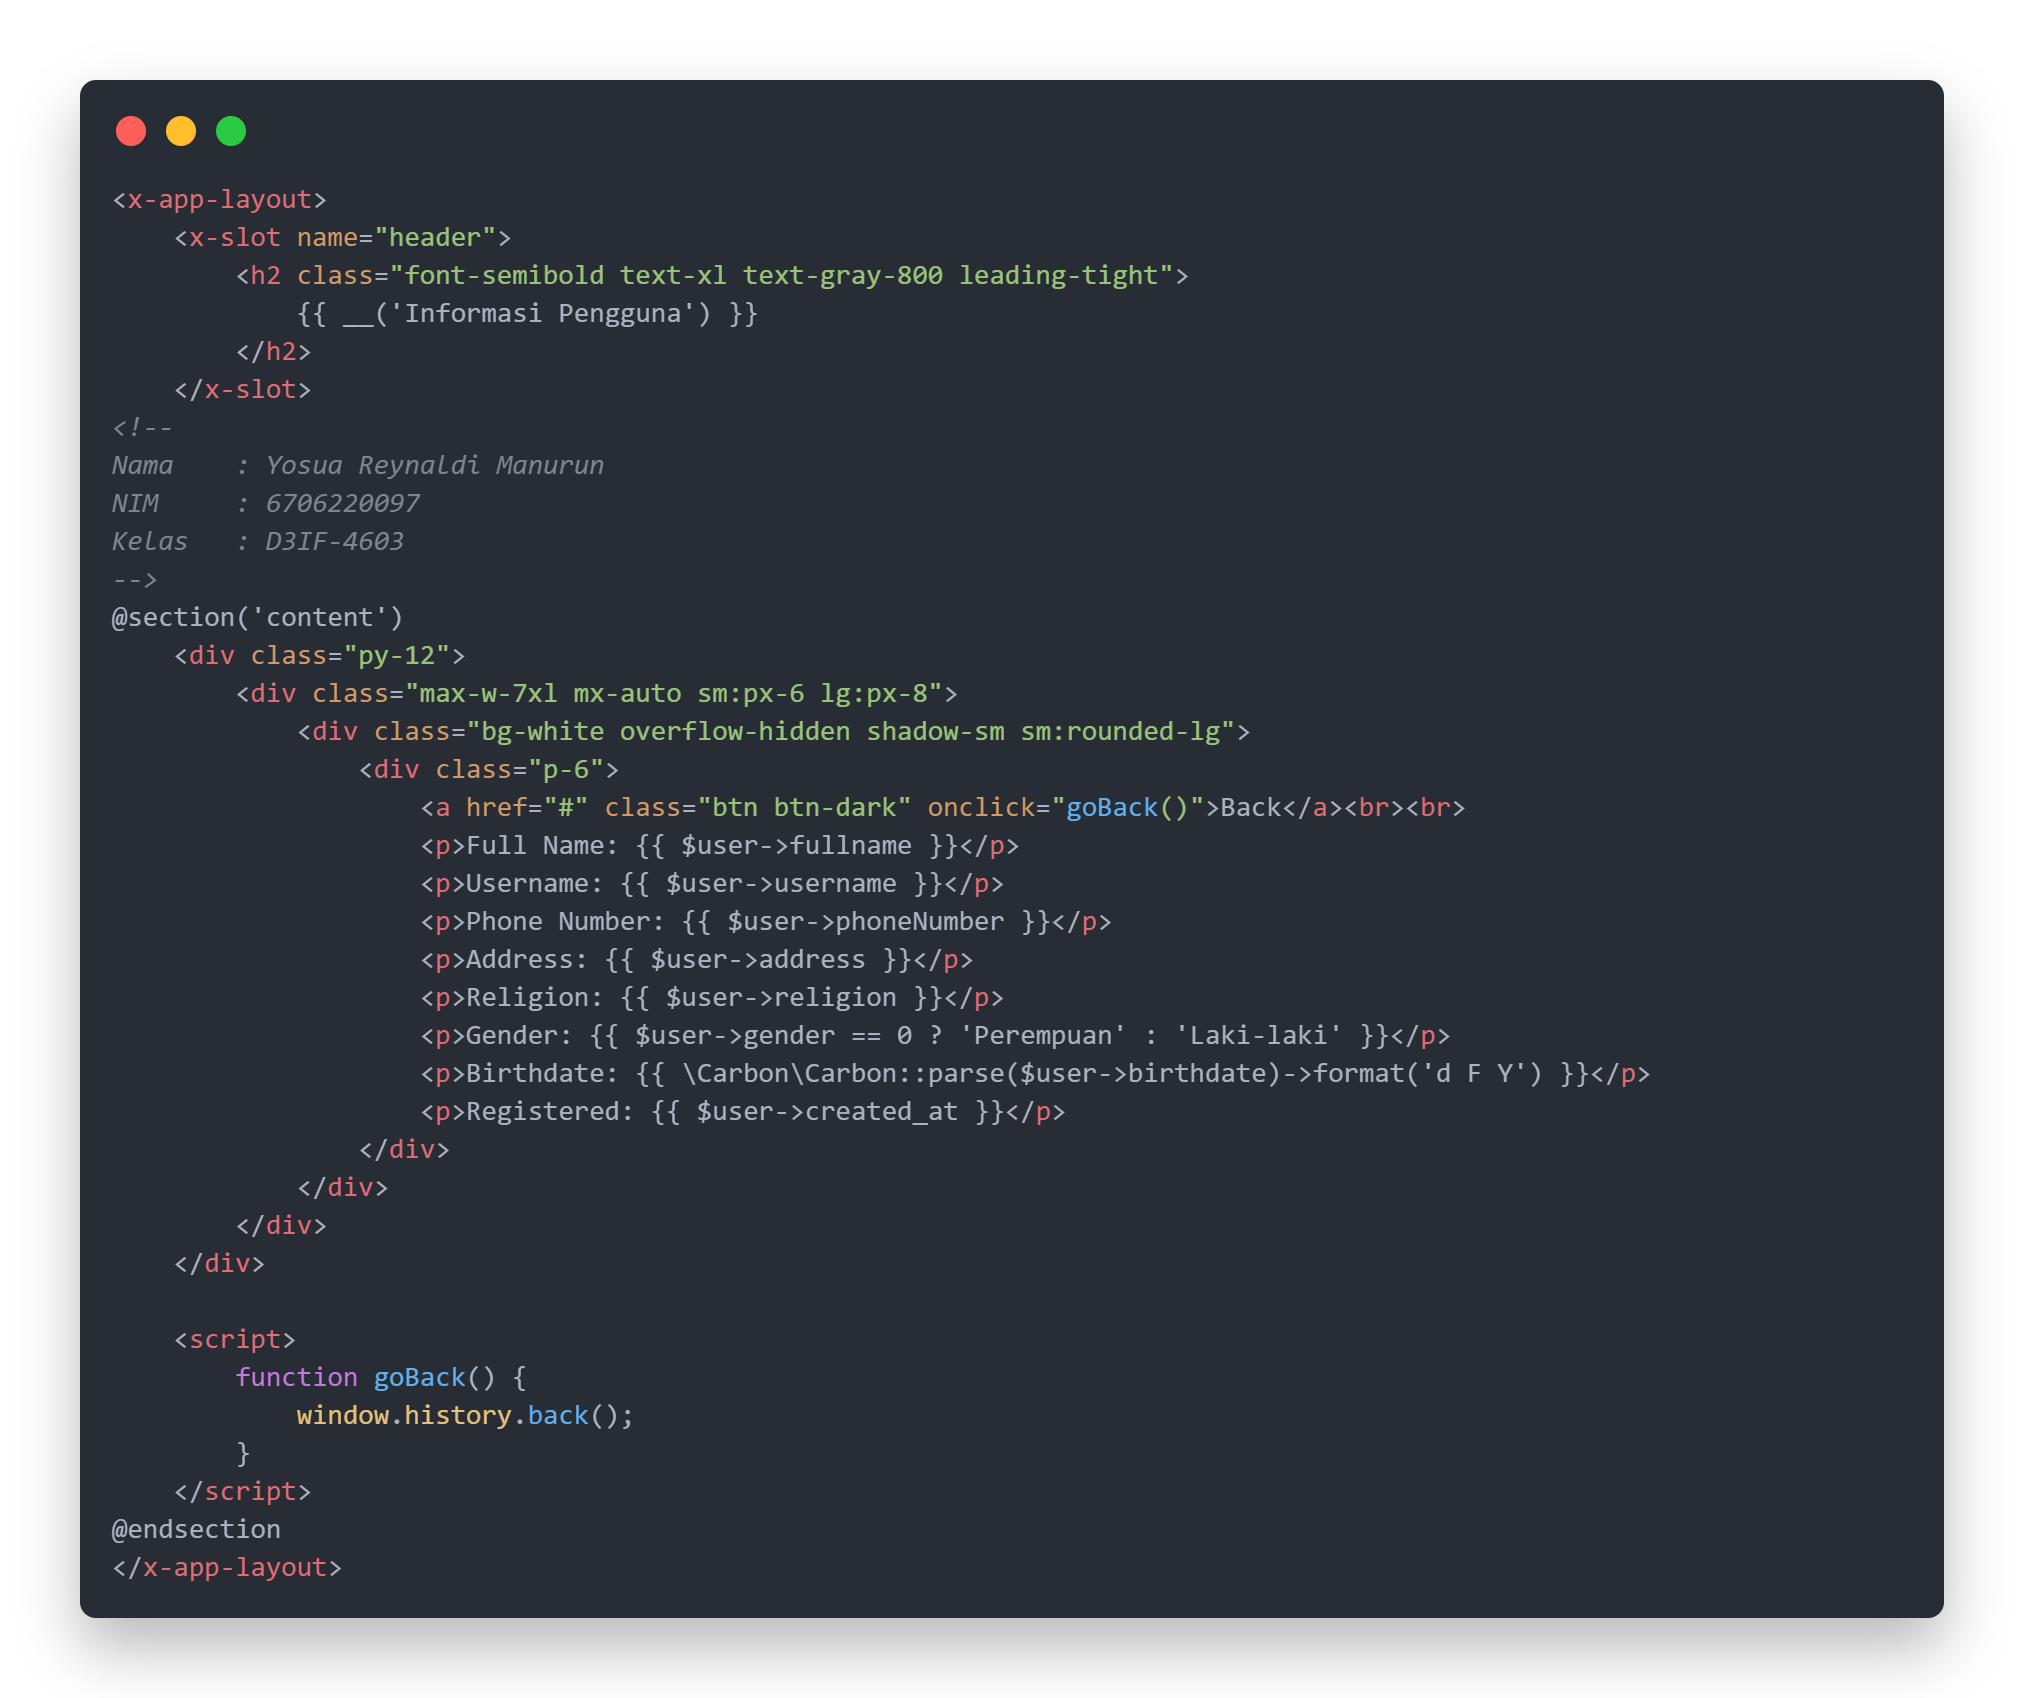 <x-app-layout>
    <x-slot name="header">
        <h2 class="font-semibold text-xl text-gray-800 leading-tight">
            {{ __('Informasi Pengguna') }}
        </h2>
    </x-slot>
<!--
Nama    : Yosua Reynaldi Manurun
NIM     : 6706220097
Kelas   : D3IF-4603
-->
@section('content')
    <div class="py-12">
        <div class="max-w-7xl mx-auto sm:px-6 lg:px-8">
            <div class="bg-white overflow-hidden shadow-sm sm:rounded-lg">
                <div class="p-6">
                    <a href="#" class="btn btn-dark" onclick="goBack()">Back</a><br><br>
                    <p>Full Name: {{ $user->fullname }}</p>
                    <p>Username: {{ $user->username }}</p>
                    <p>Phone Number: {{ $user->phoneNumber }}</p>
                    <p>Address: {{ $user->address }}</p>
                    <p>Religion: {{ $user->religion }}</p>
                    <p>Gender: {{ $user->gender == 0 ? 'Perempuan' : 'Laki-laki' }}</p>
                    <p>Birthdate: {{ \Carbon\Carbon::parse($user->birthdate)->format('d F Y') }}</p>
                    <p>Registered: {{ $user->created_at }}</p>
                </div>
            </div>
        </div>
    </div>

    <script>
        function goBack() {
            window.history.back();
        }
    </script>
@endsection
</x-app-layout>